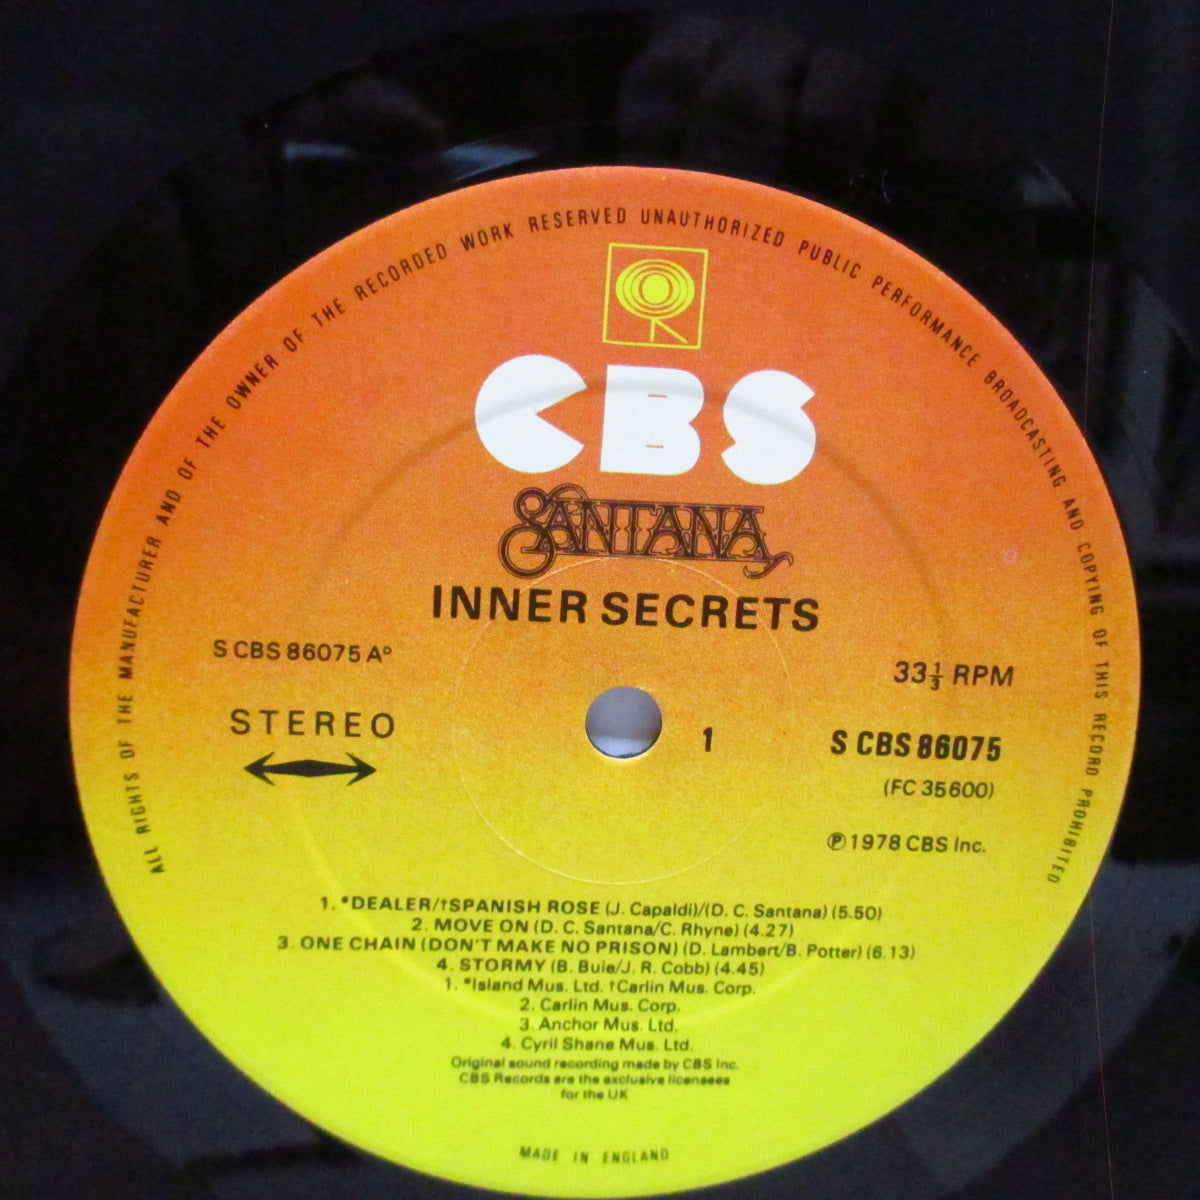 ALL RIGHTS OF THE MANUFACTURER AND OF THE OWNER OF THE RECORDED WORK RESERVED UNAUTHORIZED PUBLIC PERFORMANCE BROADCASTING AND COPYING OF THIS RECORD PROHIBITED
CBS
SANTANA
INNER SECRETS
S CBS 86075 Aº
STEREO
33⅓ RPM
1
S CBS 86075
(FC 35600)
℗ 1978 CBS Inc.
1. *DEALER/†SPANISH ROSE (J. Capaldi)/(D. C. Santana) (5.50)
2. MOVE ON (D. C. Santana/C. Rhyne) (4.27)
3. ONE CHAIN (DON'T MAKE NO PRISON) (D. Lambert/B. Potter) (6.13)
4. STORMY (B. Buie/J. R. Cobb) (4.45)
1. *Island Mus. Ltd. †Carlin Mus. Corp.
2. Carlin Mus. Corp.
3. Anchor Mus. Ltd.
4. Cyril Shane Mus. Ltd.
Original sound recording made by CBS Inc.
CBS Records are the exclusive licensees
for the UK
MADE IN ENGLAND